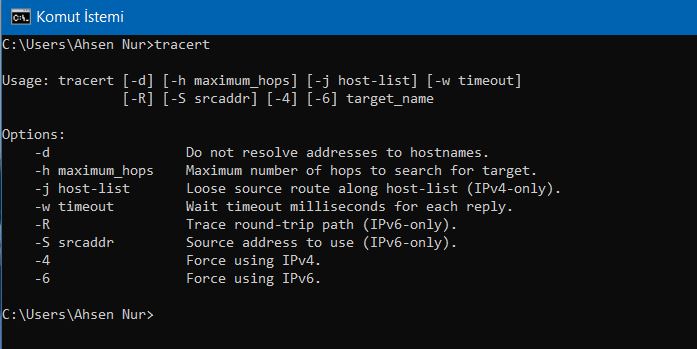 Komut İstemi
C:\Users\Ahsen Nur>tracert
Usage: tracert [-d] [-h maximum_hops] [-j host-list] [-w timeout]
[-R] [-S srcaddr] [-4] [-6] target_name
Options:
-d Do not resolve addresses to hostnames.
-h maximum_hops Maximum number of hops to search for target.
-j host-list Loose source route along host-list (IPv4-only).
-w timeout Wait timeout milliseconds for each reply.
-R Trace round-trip path (IPv6-only).
-S srcaddr Source address to use (IPv6-only).
-4 Force using IPv4.
-6 Force using IPv6.
C:\Users\Ahsen Nur>